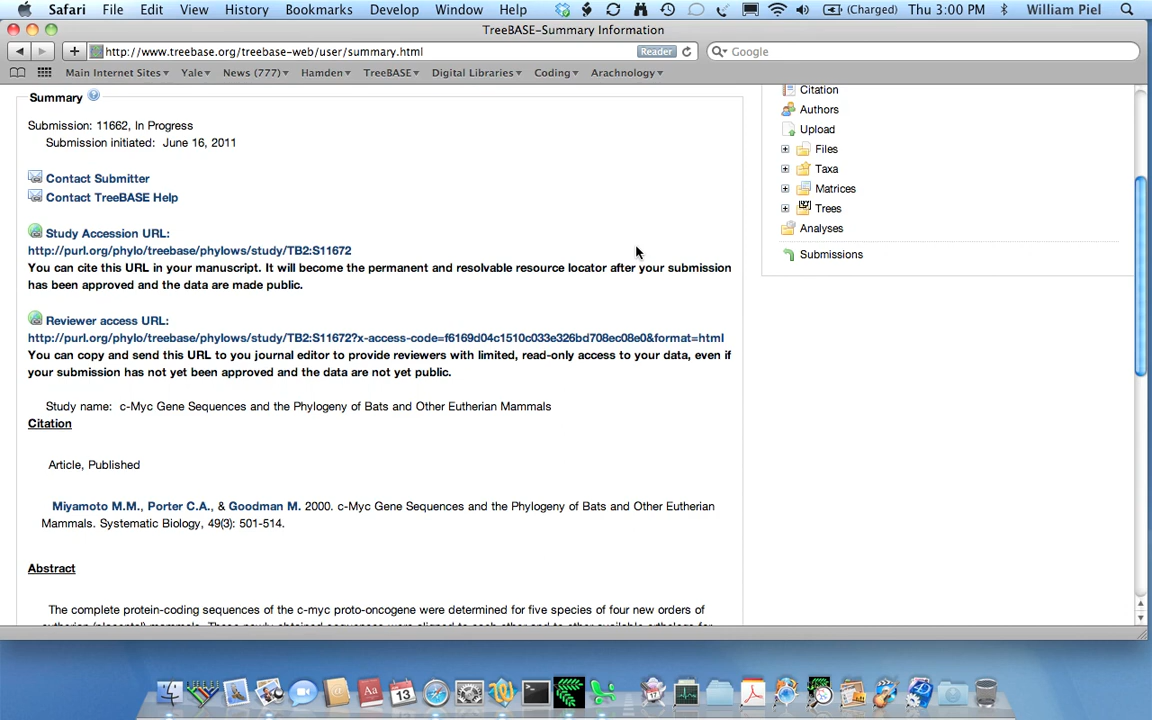 Safari File Edit View History Bookmarks Develop Window Help (Charged) Thu 3:00 PM William Piel
TreeBASE–Summary Information
http://www.treebase.org/treebase-web/user/summary.html Reader Google
Main Internet Sites Yale News (777) Hamden TreeBASE Digital Libraries Coding Arachnology
Summary
Submission: 11662, In Progress
Submission initiated: June 16, 2011
Contact Submitter
Contact TreeBASE Help
Study Accession URL:
http://purl.org/phylo/treebase/phylows/study/TB2:S11672
You can cite this URL in your manuscript. It will become the permanent and resolvable resource locator after your submission
has been approved and the data are made public.
Reviewer access URL:
http://purl.org/phylo/treebase/phylows/study/TB2:S11672?x-access-code=f6169d04c1510c033e326bd708ec08e0&format=html
You can copy and send this URL to you journal editor to provide reviewers with limited, read-only access to your data, even if
your submission has not yet been approved and the data are not yet public.
Study name: c-Myc Gene Sequences and the Phylogeny of Bats and Other Eutherian Mammals
Citation
Article, Published
Miyamoto M.M., Porter C.A., & Goodman M. 2000. c-Myc Gene Sequences and the Phylogeny of Bats and Other Eutherian
Mammals. Systematic Biology, 49(3): 501-514.
Abstract
The complete protein-coding sequences of the c-myc proto-oncogene were determined for five species of four new orders of
Citation
Authors
Upload
Files
Taxa
Matrices
Trees
Analyses
Submissions
Aa
13